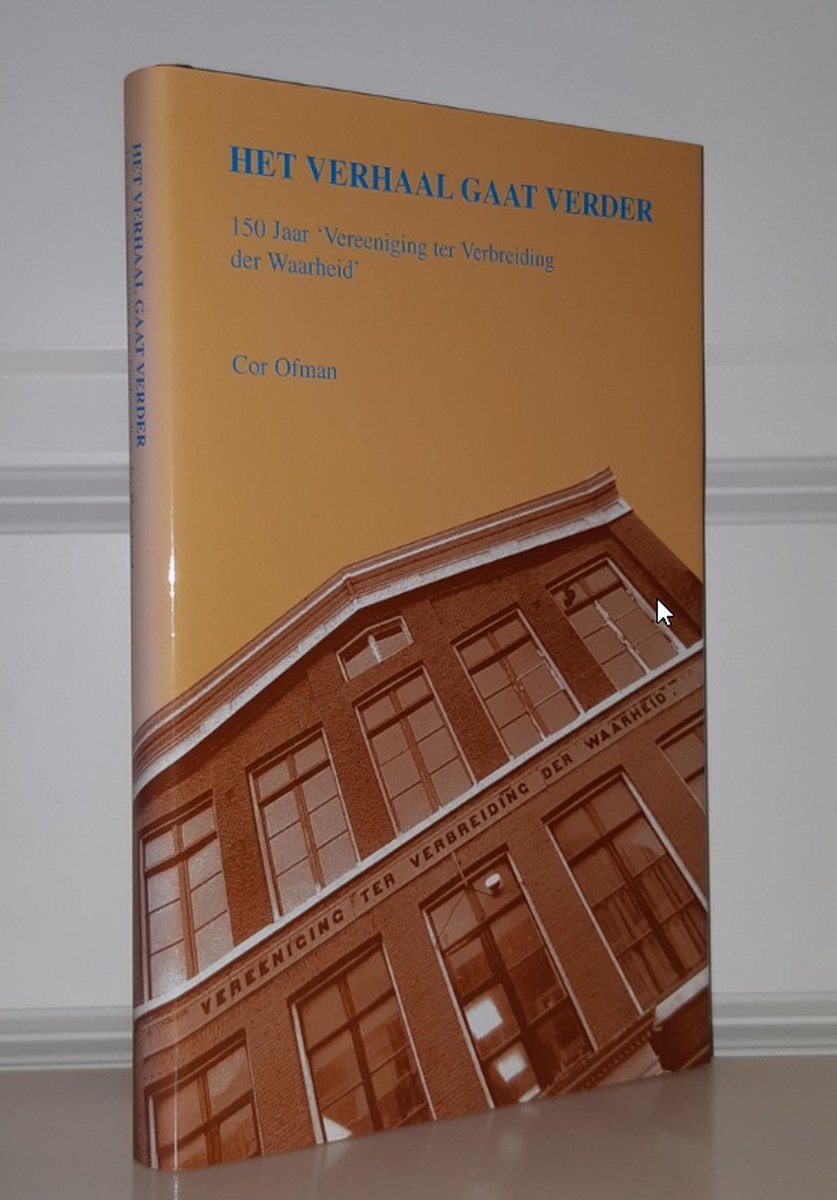 HET VERHAAL GAAT VERDER
150 Jaar ‘Vereeniging ter Verbreiding
der Waarheid’
Cor Ofman
VEREENIGING TER VERBREIDING DER WAARHEID.
HET VERHAAL GAAT VERDER